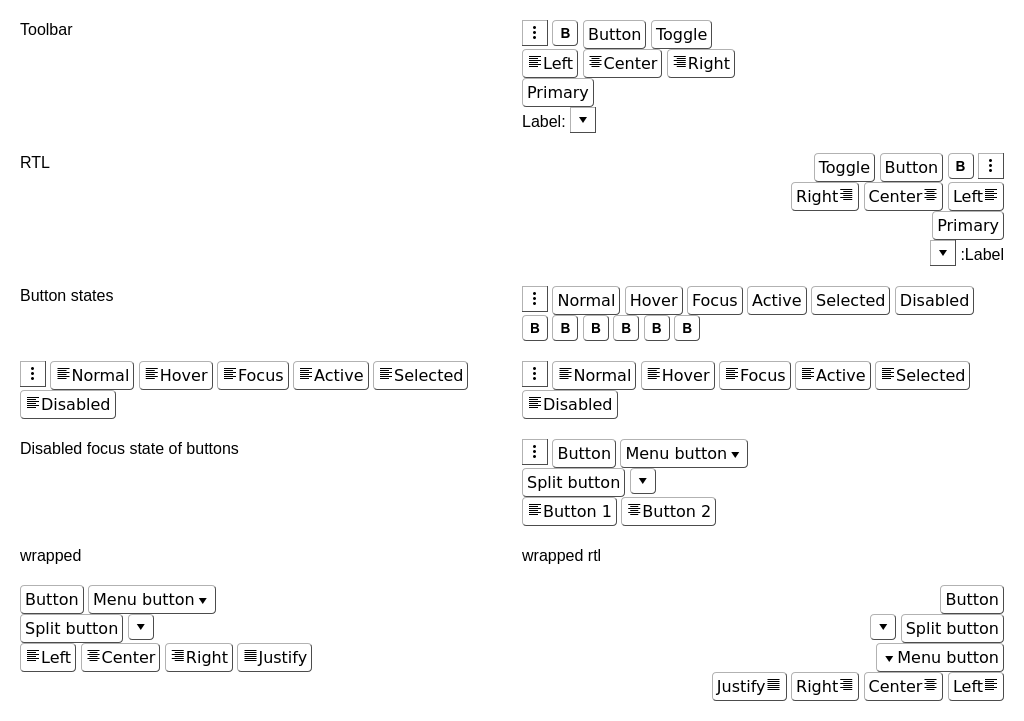 Toolbar
B Button Toggle
Left Center Right
Primary
Label:
RTL
Toggle Button B
Right Center Left
Primary
:Label
Button states
Normal Hover Focus Active Selected Disabled
B B B B B B
Normal Hover Focus Active Selected
Disabled
Normal Hover Focus Active Selected
Disabled
Disabled focus state of buttons
Button Menu button
Split button
Button 1 Button 2
wrapped
wrapped rtl
Button Menu button
Split button
Left Center Right Justify
Button
Split button
Menu button
Justify Right Center Left